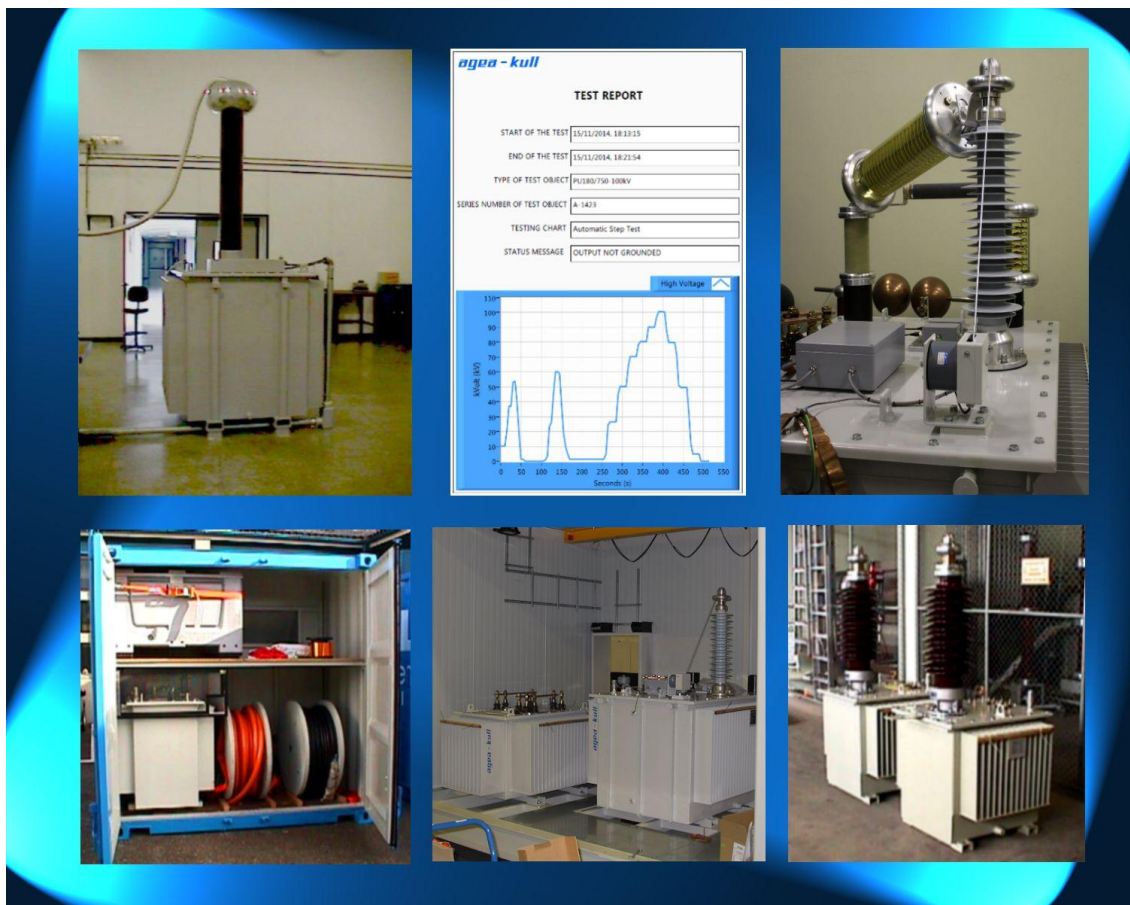 agea - kull
TEST REPORT
START OF THE TEST 15/11/2014, 18:13:15
END OF THE TEST 15/11/2014, 18:21:54
TYPE OF TEST OBJECT PU180/750-100kV
SERIES NUMBER OF TEST OBJECT A-1423
TESTING CHART Automatic Step Test
STATUS MESSAGE OUTPUT NOT GROUNDED
High Voltage
kVolt (kV)
110
100
90
80
70
60
50
40
30
20
10
0
0 50 100 150 200 250 300 350 400 450 500 550
Seconds (s)
agea - kull
agea - kull